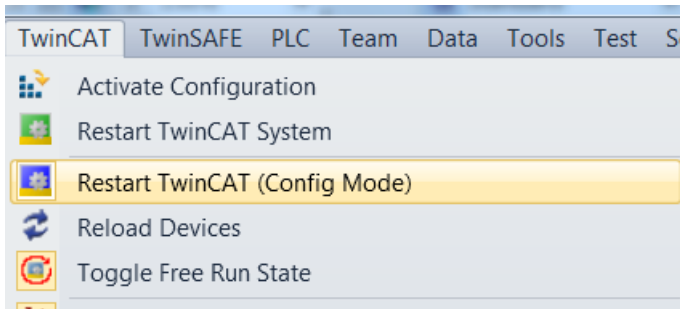 TwinCAT TwinSAFE PLC Team Data Tools Test
Activate Configuration
Restart TwinCAT System
Restart TwinCAT (Config Mode)
Reload Devices
Toggle Free Run State